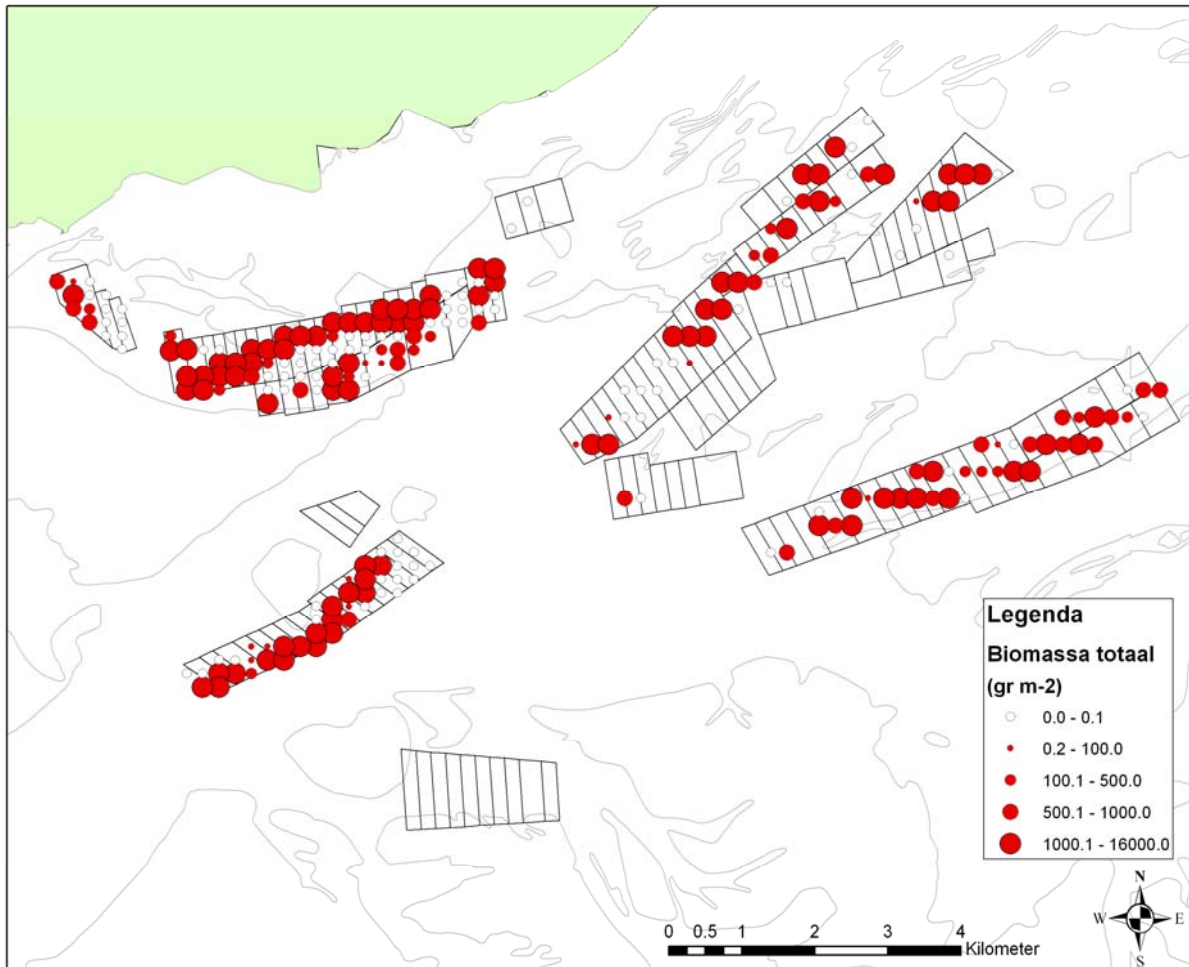 Legenda
Biomassa totaal
(gr m-2)
0.0 - 0.1
0.2 - 100.0
100.1 - 500.0
500.1 - 1000.0
1000.1 - 16000.0
N
W E
S
0 0.5 1 2 3 4
Kilometer